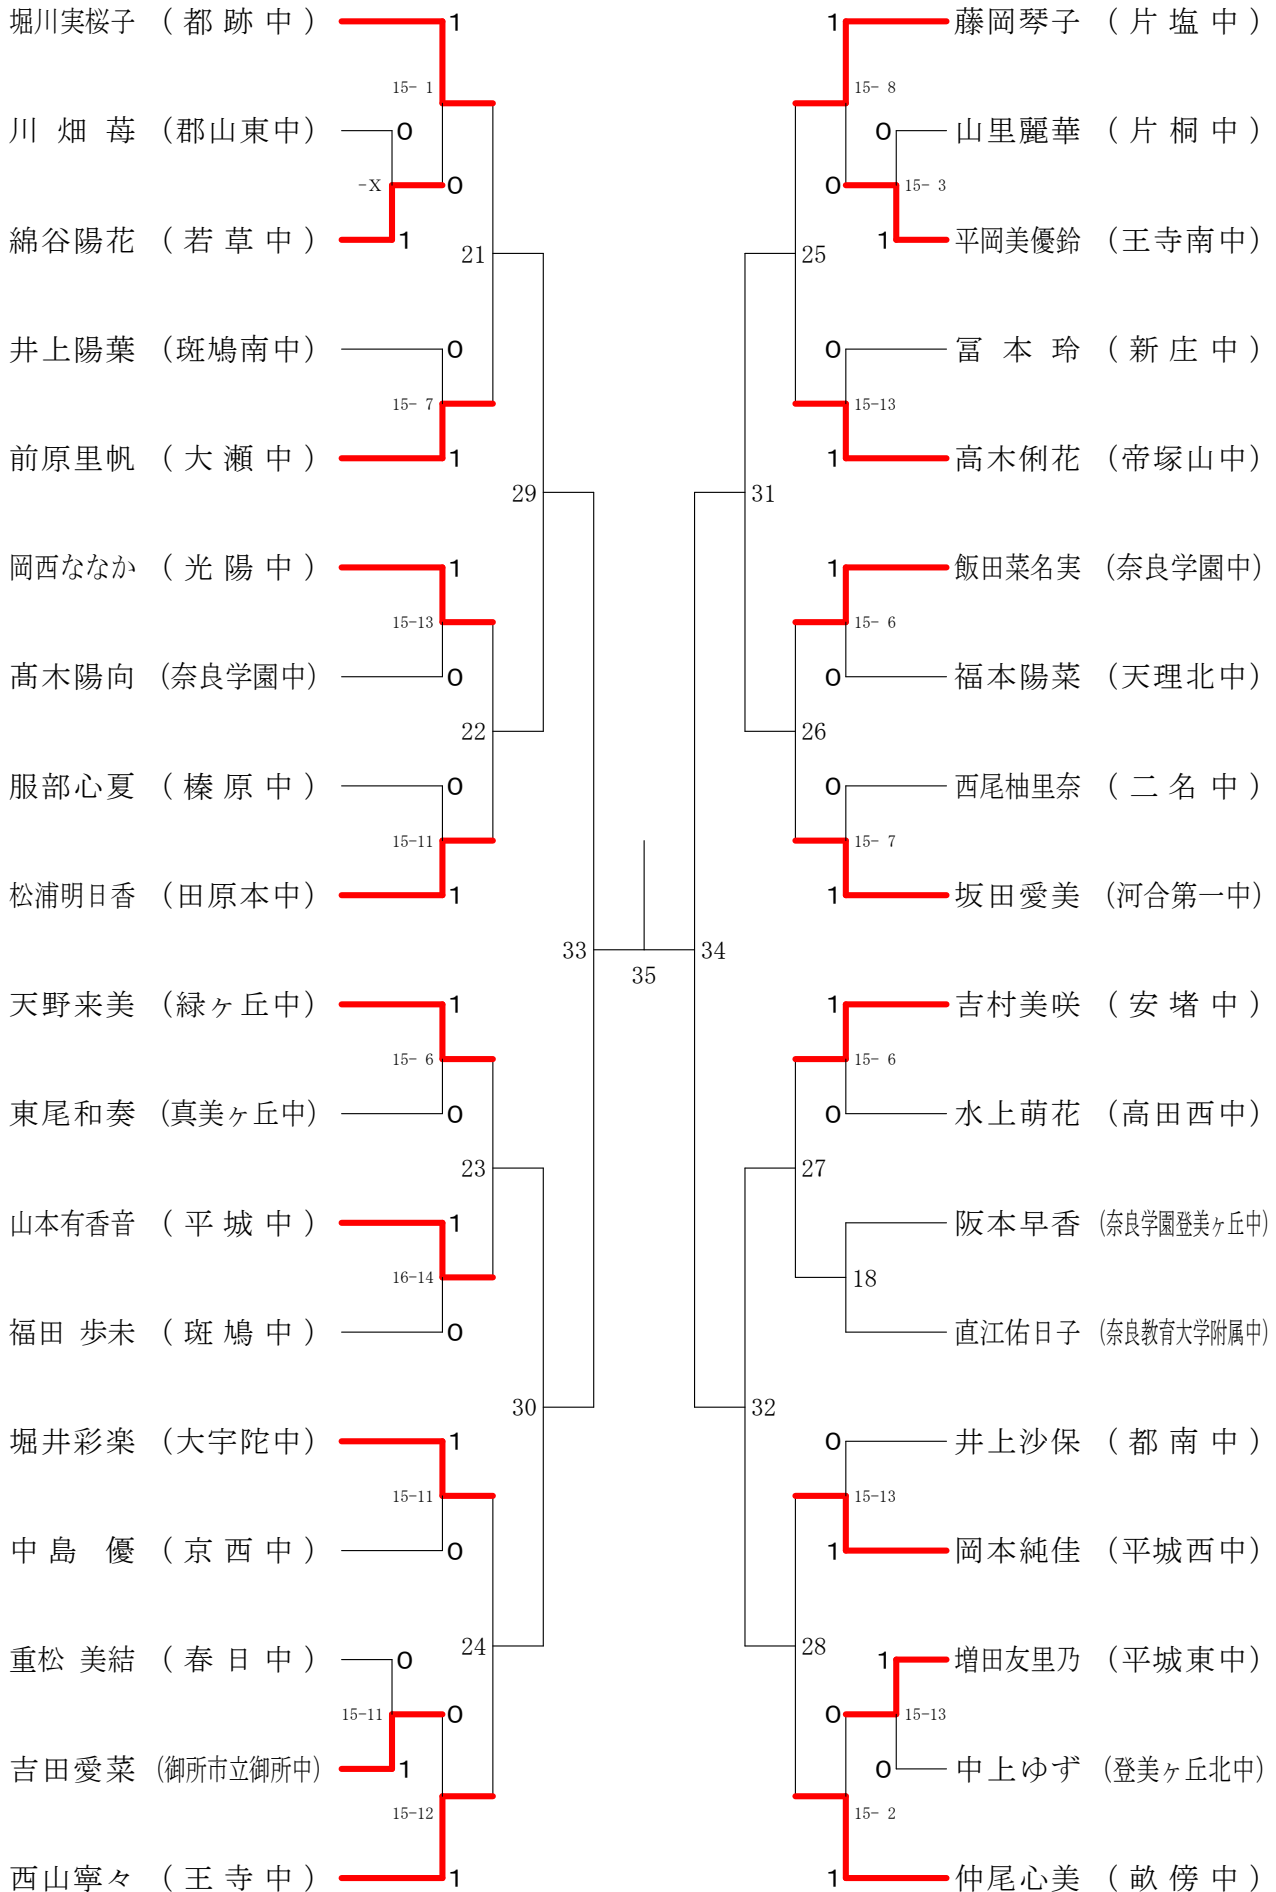 堀川実桜子 （ 都 跡 中 ） 1
15- 1
川 畑 苺 （郡山東中） 0
-X 0
綿谷陽花 （ 若 草 中 ） 1
21
井上陽葉 （斑鳩南中） 0
15- 7
前原里帆 （ 大 瀬 中 ） 1
29
岡西ななか （ 光 陽 中 ） 1
15-13
髙木陽向 （奈良学園中） 0
22
服部心夏 （ 榛 原 中 ） 0
15-11
松浦明日香 （田原本中） 1
33
天野来美 （緑ヶ丘中） 1
15- 6
東尾和奏 （真美ヶ丘中） 0
23
山本有香音 （ 平 城 中 ） 1
16-14
福田 歩未 （ 斑 鳩 中 ） 0
30
堀井彩楽 （大宇陀中） 1
15-11
中 島 優 （ 京 西 中 ） 0
24
重松 美結 （ 春 日 中 ） 0
15-11 0
吉田愛菜 （御所市立御所中） 1
15-12
西山寧々 （ 王 寺 中 ） 1
35
1 藤岡琴子 （ 片 塩 中 ）
15- 8
0 山里麗華 （ 片 桐 中 ）
0 15- 3
1 平岡美優鈴 （王寺南中）
25
0 冨 本 玲 （ 新 庄 中 ）
15-13
1 高木俐花 （帝塚山中）
31
1 飯田菜名実 （奈良学園中）
15- 6
0 福本陽菜 （天理北中）
26
0 西尾柚里奈 （ 二 名 中 ）
15- 7
1 坂田愛美 （河合第一中）
34
1 吉村美咲 （ 安 堵 中 ）
15- 6
0 水上萌花 （高田西中）
27
阪本早香 （奈良学園登美ヶ丘中）
18
直江佑日子 （奈良教育大学附属中）
32
0 井上沙保 （ 都 南 中 ）
15-13
1 岡本純佳 （平城西中）
28
1 増田友里乃 （平城東中）
0 15-13
0 中上ゆず （登美ヶ丘北中）
15- 2
1 仲尾心美 （ 畝 傍 中 ）